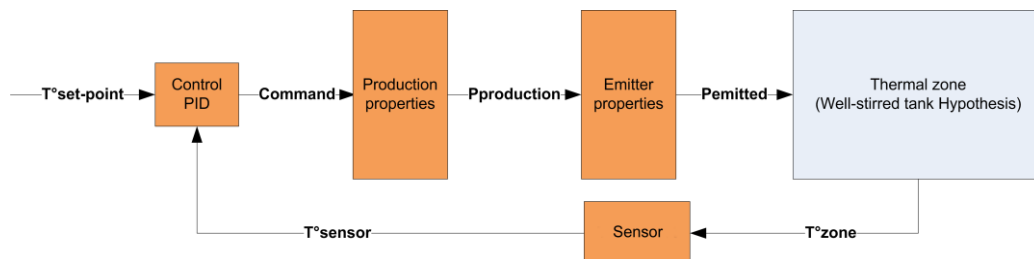 T°set-point
Control
PID
Command
Production
properties
Pproduction
Emitter
properties
Pemitted
Thermal zone
(Well-stirred tank Hypothesis)
T°sensor
Sensor
T°zone